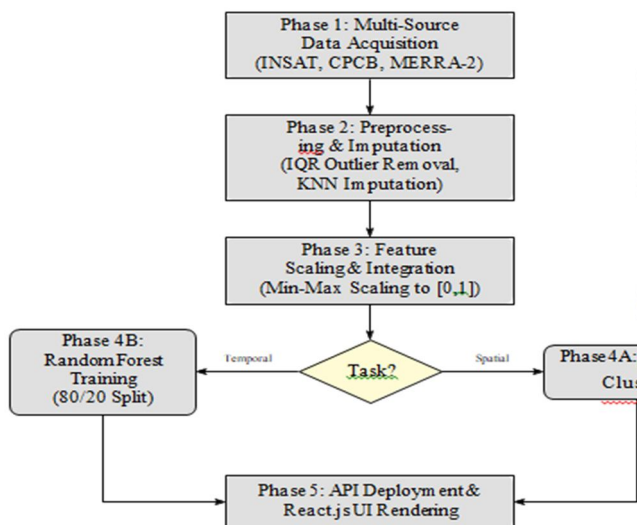 Phase 1: Multi-Source
Data Acquisition
(INSAT, CPCB, MERRA-2)
Phase 2: Preprocess-
ing & Imputation
(IQR Outlier Removal,
KNN Imputation)
Phase 3: Feature
Scaling & Integration
(Min-Max Scaling to [0,1])
Phase 4B:
Random Forest
Training
(80/20 Split)
Temporal
Task?
Spatial
Phase 4A:
Clus
Phase 5: API Deployment &
React.js UI Rendering